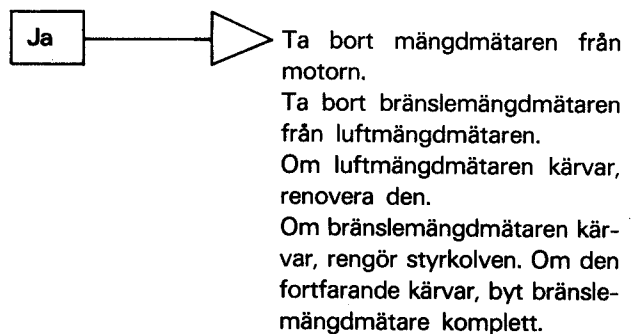 Ja
Ta bort mängdmätaren från
motorn.
Ta bort bränslemängdmätaren
från luftmängdmätaren.
Om luftmängdmätaren kärvar,
renovera den.
Om bränslemängdmätaren kär-
var, rengör styrkolven. Om den
fortfarande kärvar, byt bränsle-
mängdmätare komplett.